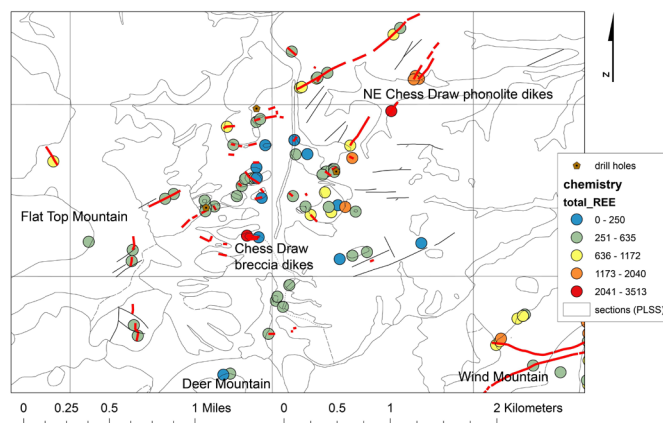 z
NE Chess Draw phonolite dikes
drill holes
chemistry
total_REE
0 - 250
251 - 635
636 - 1172
1173 - 2040
2041 - 3513
sections (PLSS)
Flat Top Mountain
Chess Draw
breccia dikes
Deer Mountain
Wind Mountain
0 0.25 0.5 1 Miles 0 0.5 1 2 Kilometers